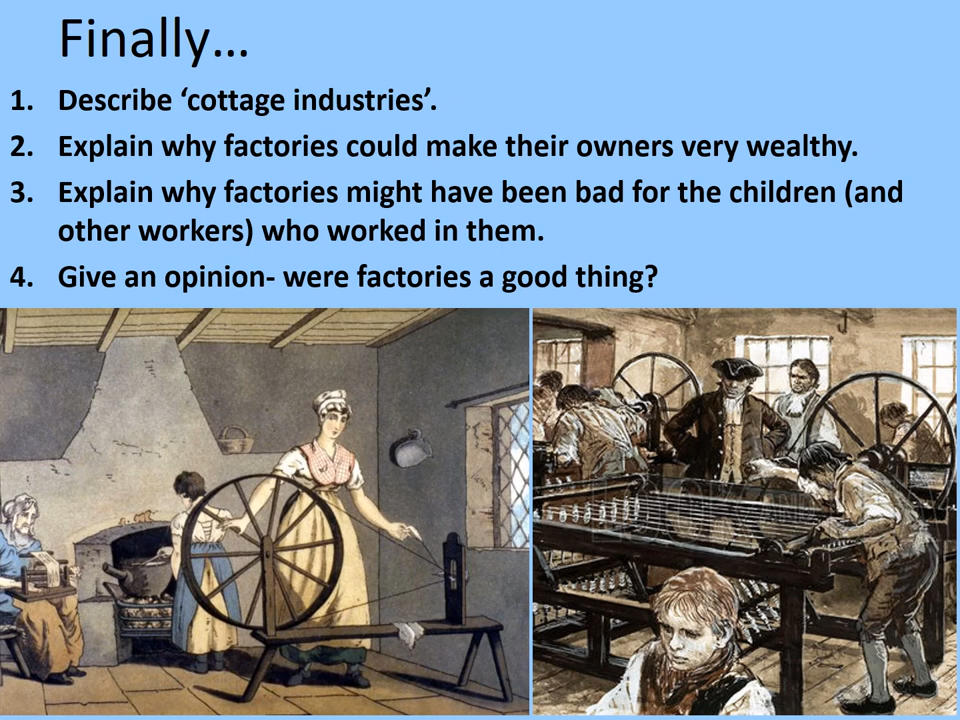 Finally…
1. Describe ‘cottage industries’.
2. Explain why factories could make their owners very wealthy.
3. Explain why factories might have been bad for the children (and
other workers) who worked in them.
4. Give an opinion- were factories a good thing?